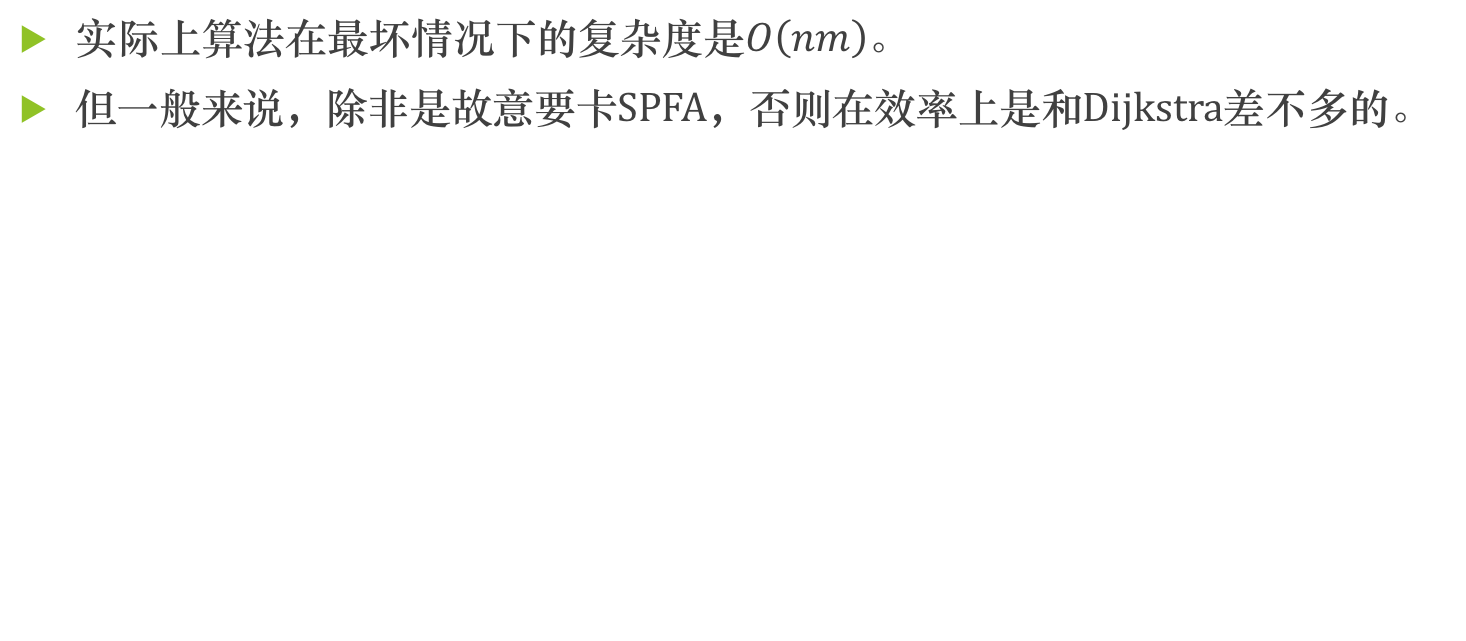 实际上算法在最坏情况下的复杂度是O(nm)。
但一般来说，除非是故意要卡SPFA，否则在效率上是和Dijkstra差不多的。